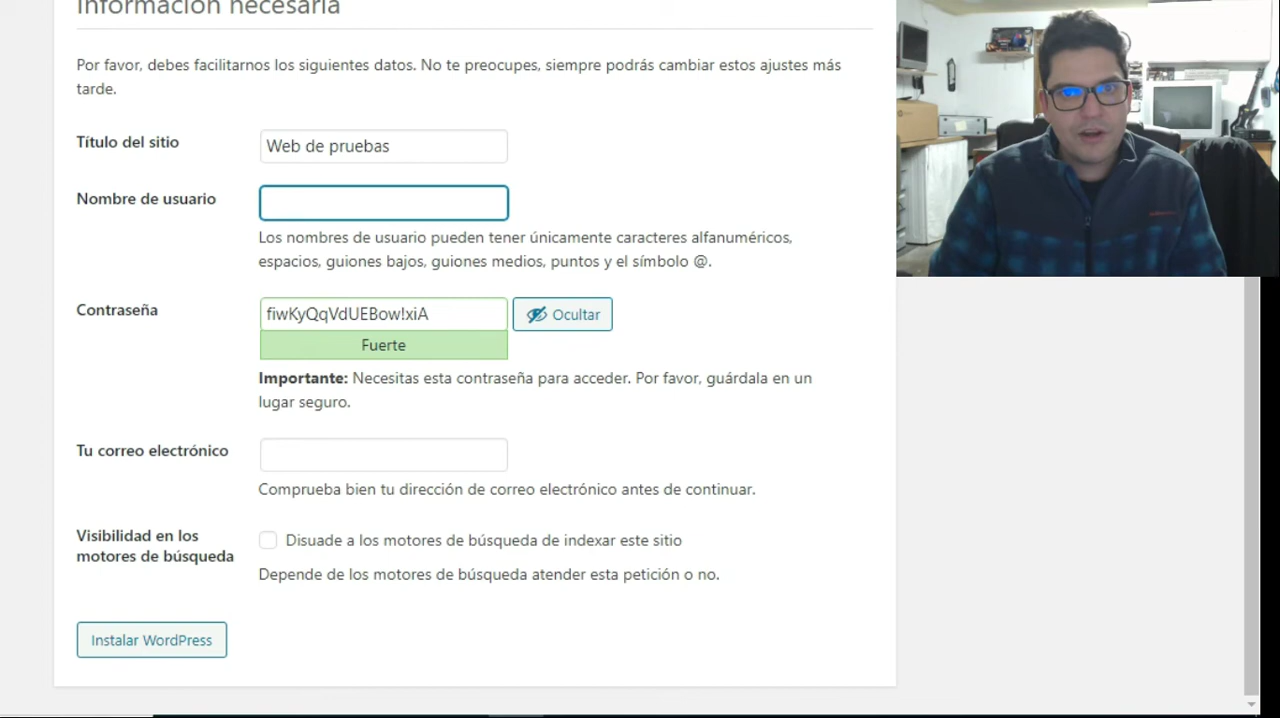 Información necesaria
Por favor, debes facilitarnos los siguientes datos. No te preocupes, siempre podrás cambiar estos ajustes más
tarde.
Título del sitio
Web de pruebas
Nombre de usuario
Los nombres de usuario pueden tener únicamente caracteres alfanuméricos,
espacios, guiones bajos, guiones medios, puntos y el símbolo @.
Contraseña
fiwKyQqVdUEBow!xiA
Ocultar
Fuerte
Importante: Necesitas esta contraseña para acceder. Por favor, guárdala en un
lugar seguro.
Tu correo electrónico
Comprueba bien tu dirección de correo electrónico antes de continuar.
Visibilidad en los
motores de búsqueda
Disuade a los motores de búsqueda de indexar este sitio
Depende de los motores de búsqueda atender esta petición o no.
Instalar WordPress